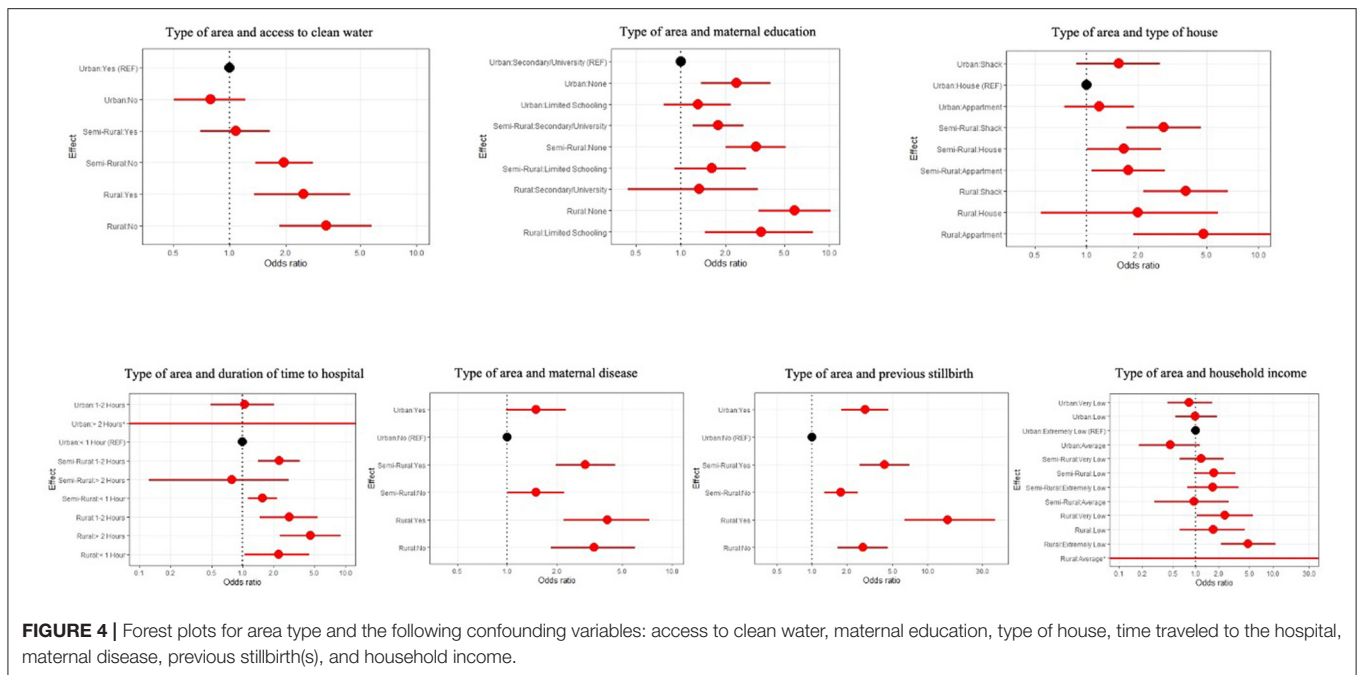 Type of area and access to clean water
Effect
Urban:Yes (REF)
Urban:No
Semi-Rural:Yes
Semi-Rural:No
Rural:Yes
Rural:No
0.5 1.0 2.0 5.0 10.0
Odds ratio
Type of area and maternal education
Effect
Urban:Secondary/University (REF)
Urban:None
Urban:Limited Schooling
Semi-Rural:Secondary/University
Semi-Rural:None
Semi-Rural:Limited Schooling
Rural:Secondary/University
Rural:None
Rural:Limited Schooling
0.5 1.0 2.0 5.0 10.0
Odds ratio
Type of area and type of house
Effect
Urban:Shack
Urban:House (REF)
Urban:Appartment
Semi-Rural:Shack
Semi-Rural:House
Semi-Rural:Appartment
Rural:Shack
Rural:House
Rural:Appartment
0.5 1.0 2.0 5.0 10.0
Odds ratio
Type of area and duration of time to hospital
Effect
Urban:1-2 Hours
Urban:> 2 Hours*
Urban:< 1 Hour (REF)
Semi-Rural:1-2 Hours
Semi-Rural:> 2 Hours
Semi-Rural:< 1 Hour
Rural:1-2 Hours
Rural:> 2 Hours
Rural:< 1 Hour
0.1 0.2 0.5 1.0 2.0 5.0 10.0
Odds ratio
Type of area and maternal disease
Effect
Urban:Yes
Urban:No (REF)
Semi-Rural:Yes
Semi-Rural:No
Rural:Yes
Rural:No
0.5 1.0 2.0 5.0 10.0
Odds ratio
Type of area and previous stillbirth
Effect
Urban:Yes
Urban:No (REF)
Semi-Rural:Yes
Semi-Rural:No
Rural:Yes
Rural:No
0.5 1.0 2.0 5.0 10.0 30.0
Odds ratio
Type of area and household income
Effect
Urban:Very Low
Urban:Low
Urban:Extremely Low (REF)
Urban:Average
Semi-Rural:Very Low
Semi-Rural:Low
Semi-Rural:Extremely Low
Semi-Rural:Average
Rural:Very Low
Rural:Low
Rural:Extremely Low
Rural:Average*
0.1 0.2 0.5 1.0 2.0 5.0 10.0 30.0
Odds ratio
FIGURE 4 | Forest plots for area type and the following confounding variables: access to clean water, maternal education, type of house, time traveled to the hospital,
maternal disease, previous stillbirth(s), and household income.